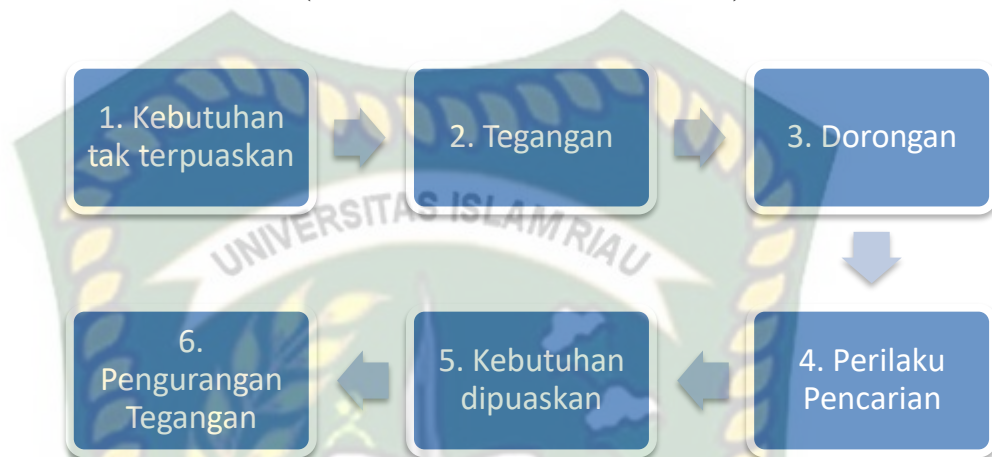 1. Kebutuhan
tak terpuaskan
2. Tegangan
3. Dorongan
UNIVERSITAS ISLAM RIAU
4. Perilaku
Pencarian
5. Kebutuhan
dipuaskan
6.
Pengurangan
Tegangan